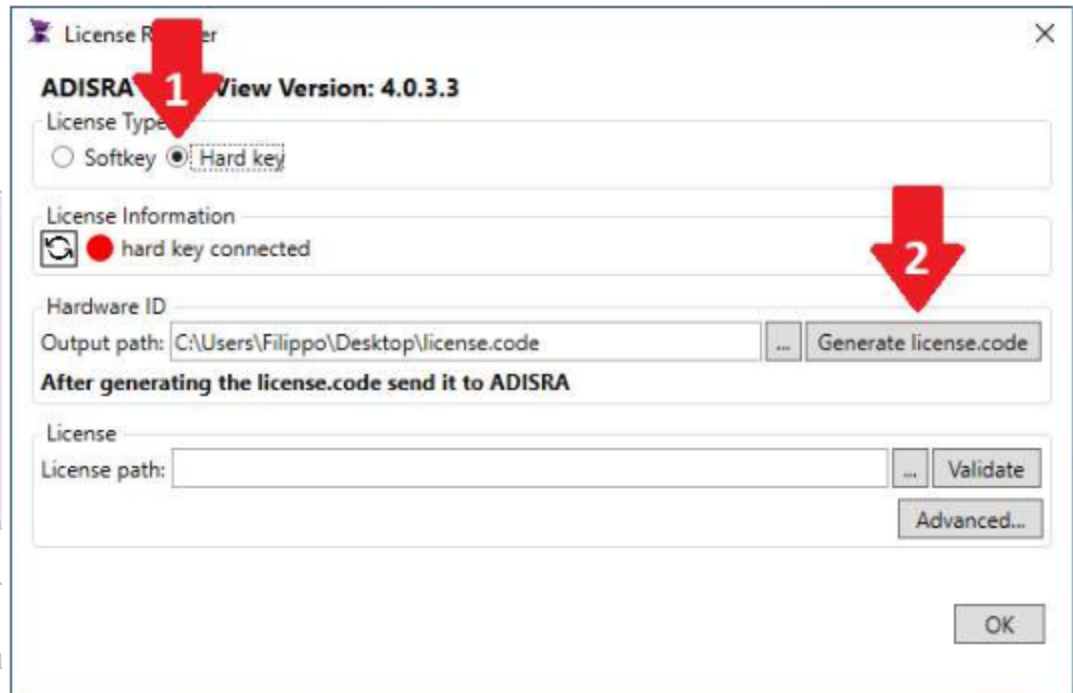 License R er
1
ADISRA View Version: 4.0.3.3
License Type
Softkey Hard key
License Information
hard key connected
2
Hardware ID
Output path: C:\Users\Filippo\Desktop\license.code ... Generate license.code
After generating the license.code send it to ADISRA
License
License path: ... Validate
Advanced...
OK